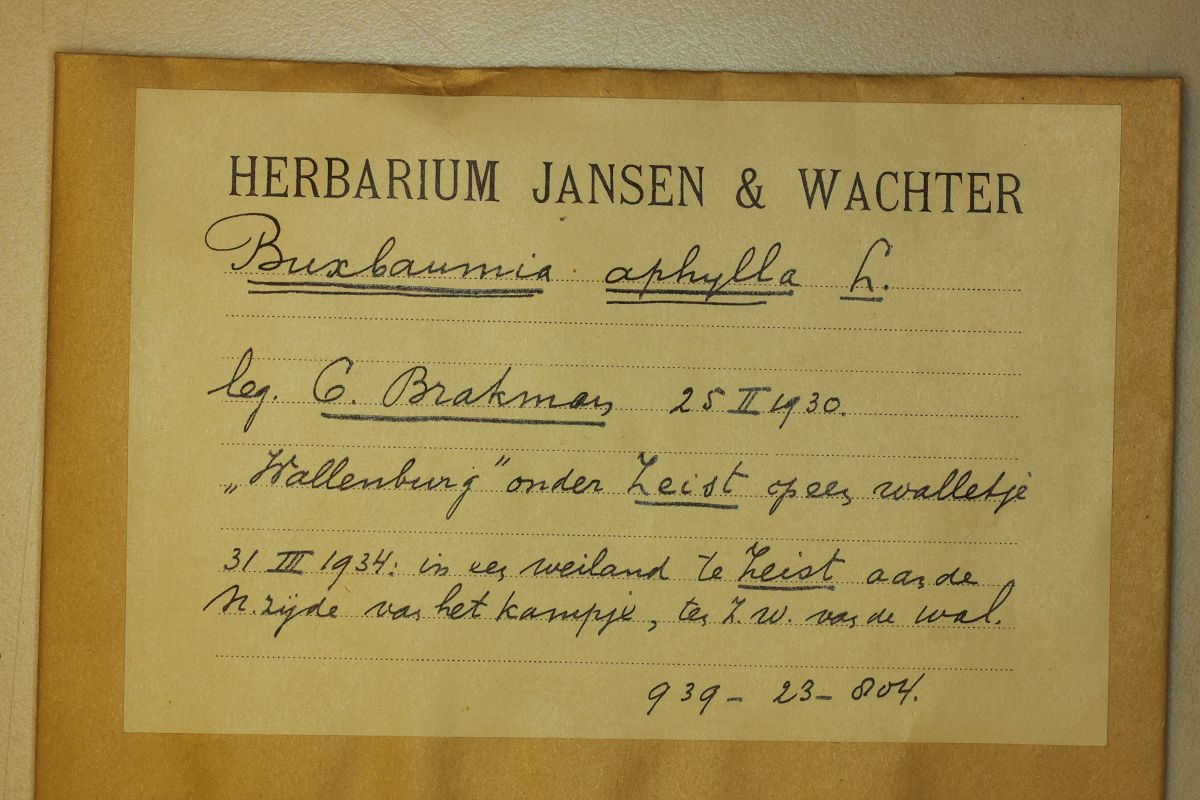 HERBARIUM JANSEN & WACHTER
Buxbaumia aphylla L.
leg. C. Brakman 25 II 1930.
„Wallenburg" onder Zeist op een walletje
31 III 1934: in een weiland te Zeist aan de
N. zijde van het kampje, ten Z.W. van de wal.
939 - 23 - 804.